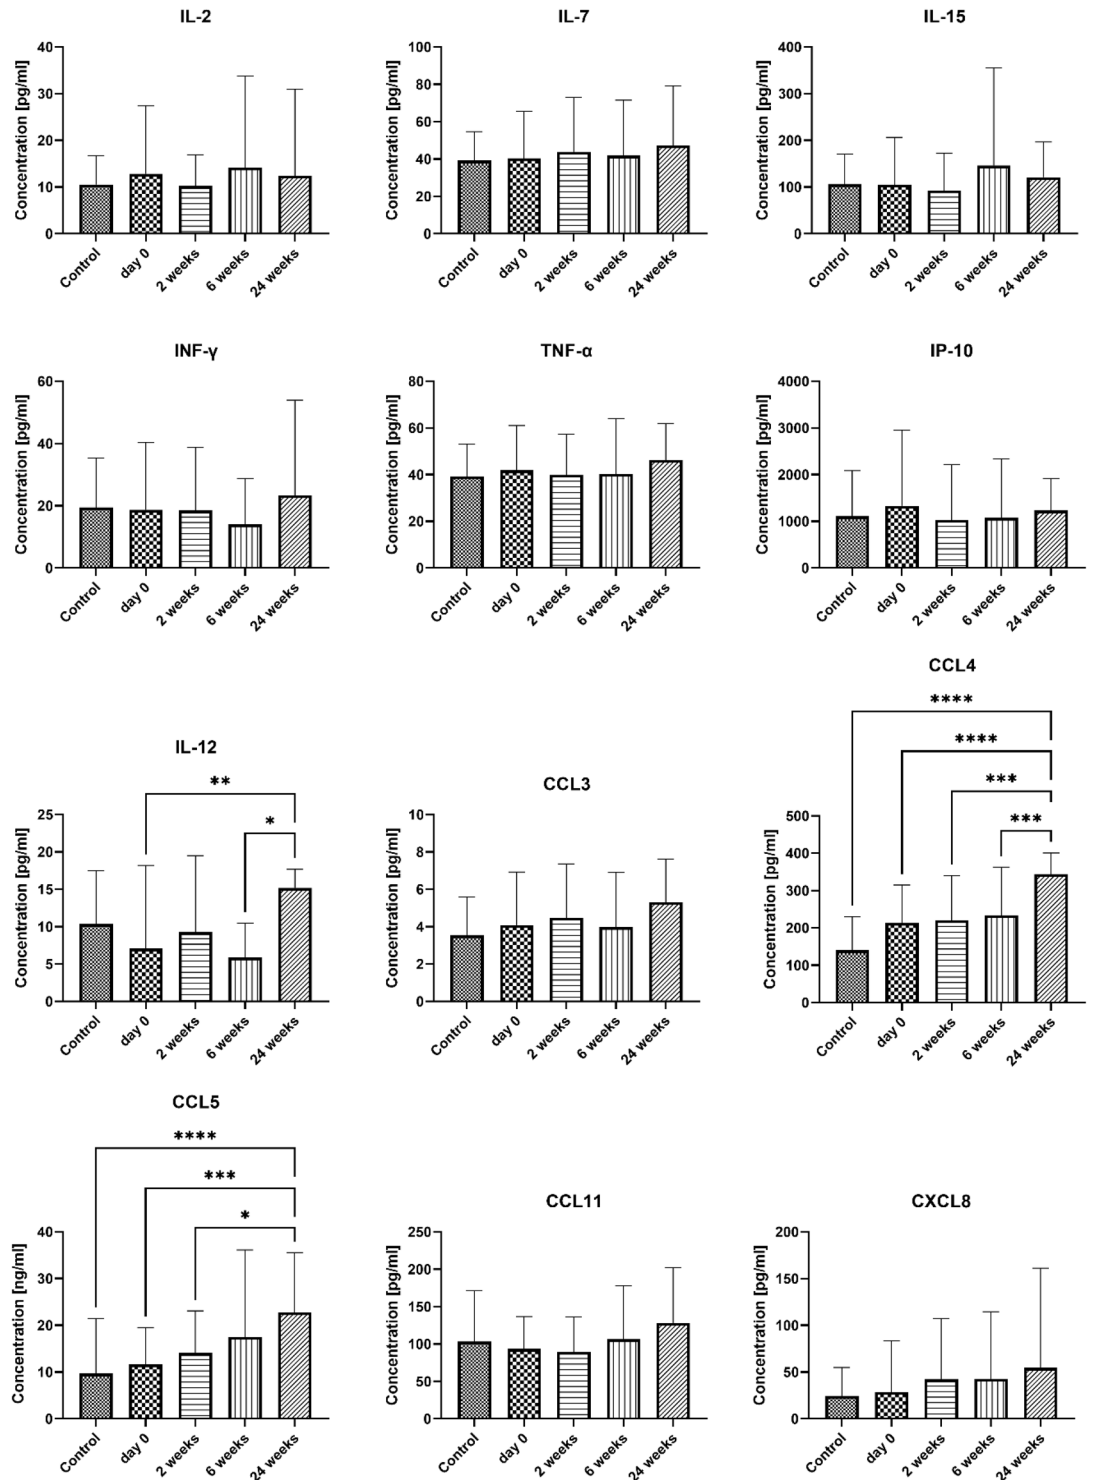 IL-2
Concentration [pg/ml]
40
30
20
10
0
Control
day 0
2 weeks
6 weeks
24 weeks
IL-7
Concentration [pg/ml]
100
80
60
40
20
0
Control
day 0
2 weeks
6 weeks
24 weeks
IL-15
Concentration [pg/ml]
400
300
200
100
0
Control
day 0
2 weeks
6 weeks
24 weeks
INF-γ
Concentration [pg/ml]
60
40
20
0
Control
day 0
2 weeks
6 weeks
24 weeks
TNF-α
Concentration [pg/ml]
80
60
40
20
0
Control
day 0
2 weeks
6 weeks
24 weeks
IP-10
Concentration [pg/ml]
4000
3000
2000
1000
0
Control
day 0
2 weeks
6 weeks
24 weeks
IL-12
**
*
Concentration [pg/ml]
25
20
15
10
5
0
Control
day 0
2 weeks
6 weeks
24 weeks
CCL3
Concentration [pg/ml]
10
8
6
4
2
0
Control
day 0
2 weeks
6 weeks
24 weeks
CCL4
****
****
***
***
Concentration [pg/ml]
500
400
300
200
100
0
Control
day 0
2 weeks
6 weeks
24 weeks
CCL5
****
***
*
Concentration [ng/ml]
40
30
20
10
0
Control
day 0
2 weeks
6 weeks
24 weeks
CCL11
Concentration [pg/ml]
250
200
150
100
50
0
Control
day 0
2 weeks
6 weeks
24 weeks
CXCL8
Concentration [pg/ml]
200
150
100
50
0
Control
day 0
2 weeks
6 weeks
24 weeks